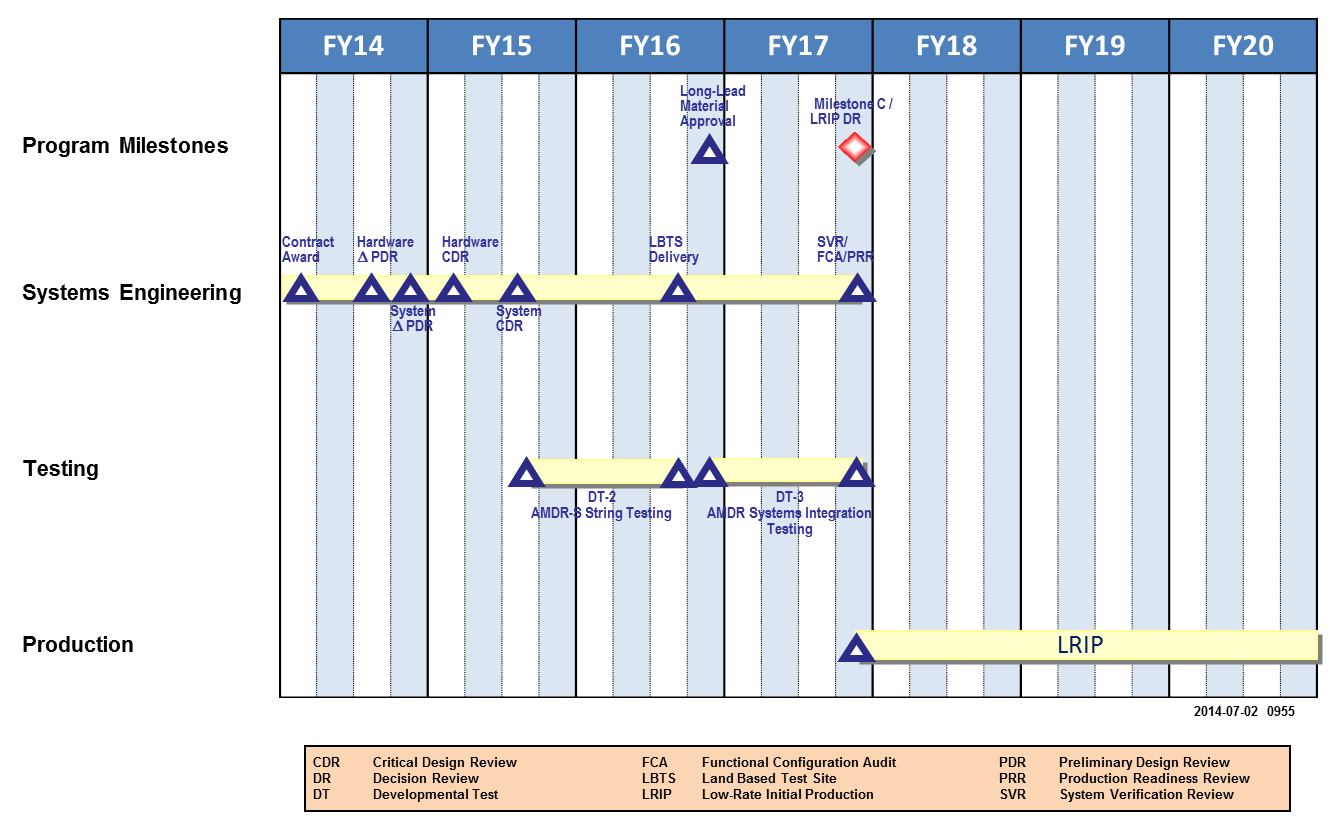 FY14 FY15 FY16 FY17 FY18 FY19 FY20
Long-Lead
Material
Approval
Milestone C /
LRIP DR
Program Milestones
Contract
Award
Hardware
Δ PDR
Hardware
CDR
LBTS
Delivery
SVR/
FCA/PRR
Systems Engineering
System
Δ PDR
System
CDR
Testing
DT-2
AMDR-S String Testing
DT-3
AMDR Systems Integration
Testing
Production
LRIP
2014-07-02 0955
CDR Critical Design Review FCA Functional Configuration Audit PDR Preliminary Design Review
DR Decision Review LBTS Land Based Test Site PRR Production Readiness Review
DT Developmental Test LRIP Low-Rate Initial Production SVR System Verification Review